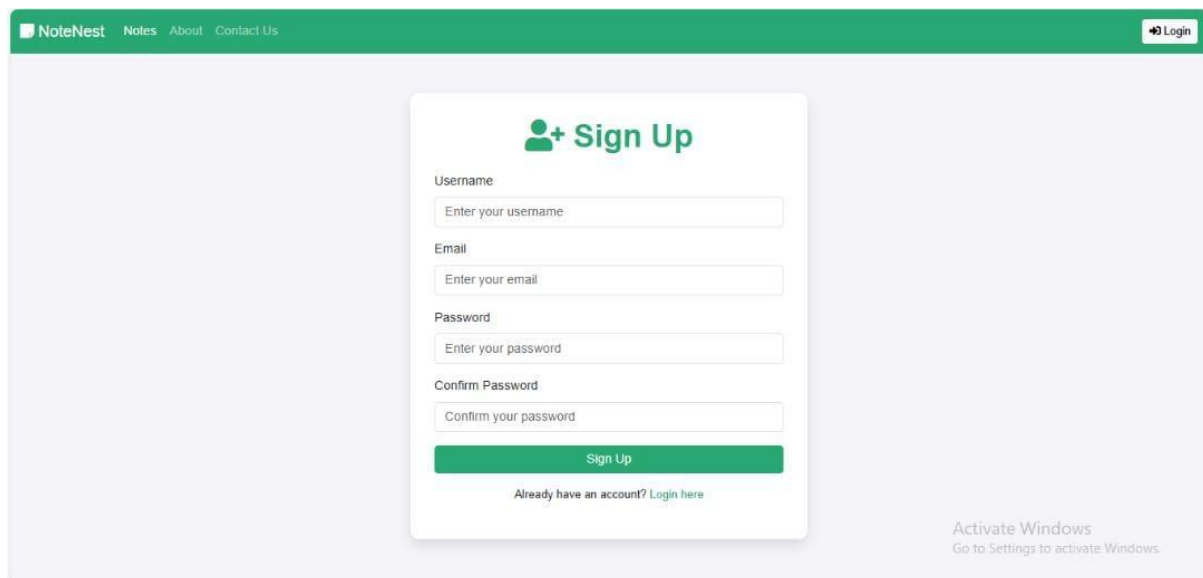 NoteNest Notes About Contact Us Login
Sign Up
Username
Enter your username
Email
Enter your email
Password
Enter your password
Confirm Password
Confirm your password
Sign Up
Already have an account? Login here
Activate Windows
Go to Settings to activate Windows.